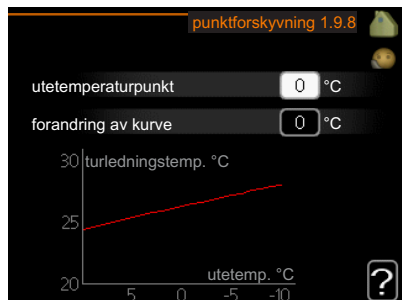 punktforskyvning 1.9.8
utetemperaturpunkt 0 °C
forandring av kurve 0 °C
30 turledningstemp. °C
25
utetemp. °C
20
5 0 -5 -10
?